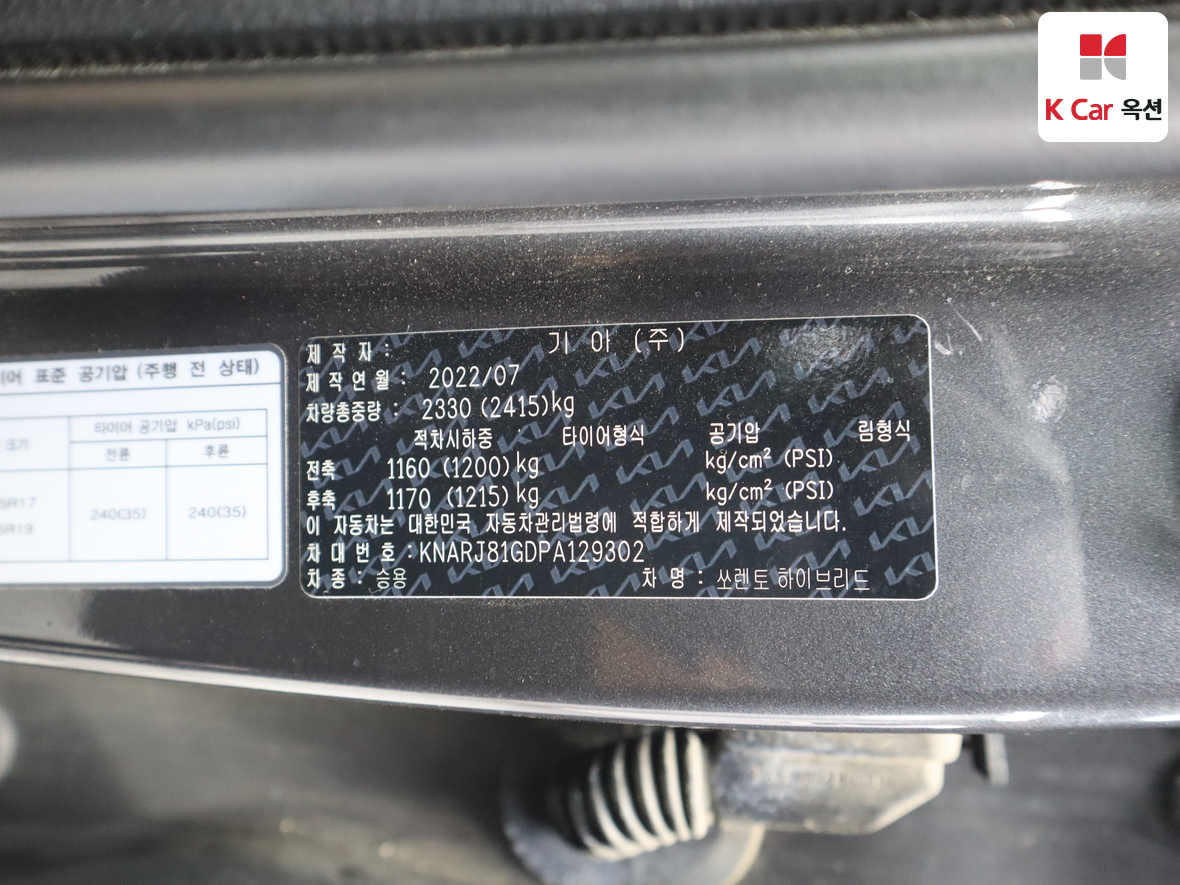 K Car 옥션
어 표준 공기압 (주행 전 상태)
크기
타이어 공기압 kPa(psi)
전륜 후륜
R17
R19
240(35) 240(35)
제 작 자 : 기 아 (주)
제 작 연 월 : 2022/07
차량총중량 : 2330 (2415)kg
적차시하중 타이어형식 공기압 림형식
전축 1160 (1200)kg kg/cm² (PSI)
후축 1170 (1215)kg kg/cm² (PSI)
이 자동차는 대한민국 자동차관리법령에 적합하게 제작되었습니다.
차 대 번 호 : KNARJ81GDPA129302
차 종 : 승용 차 명 : 쏘렌토 하이브리드